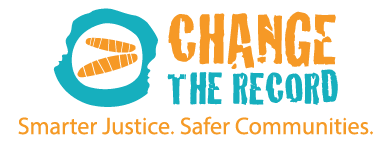 CHANGE
THE RECORD
Smarter Justice. Safer Communities.